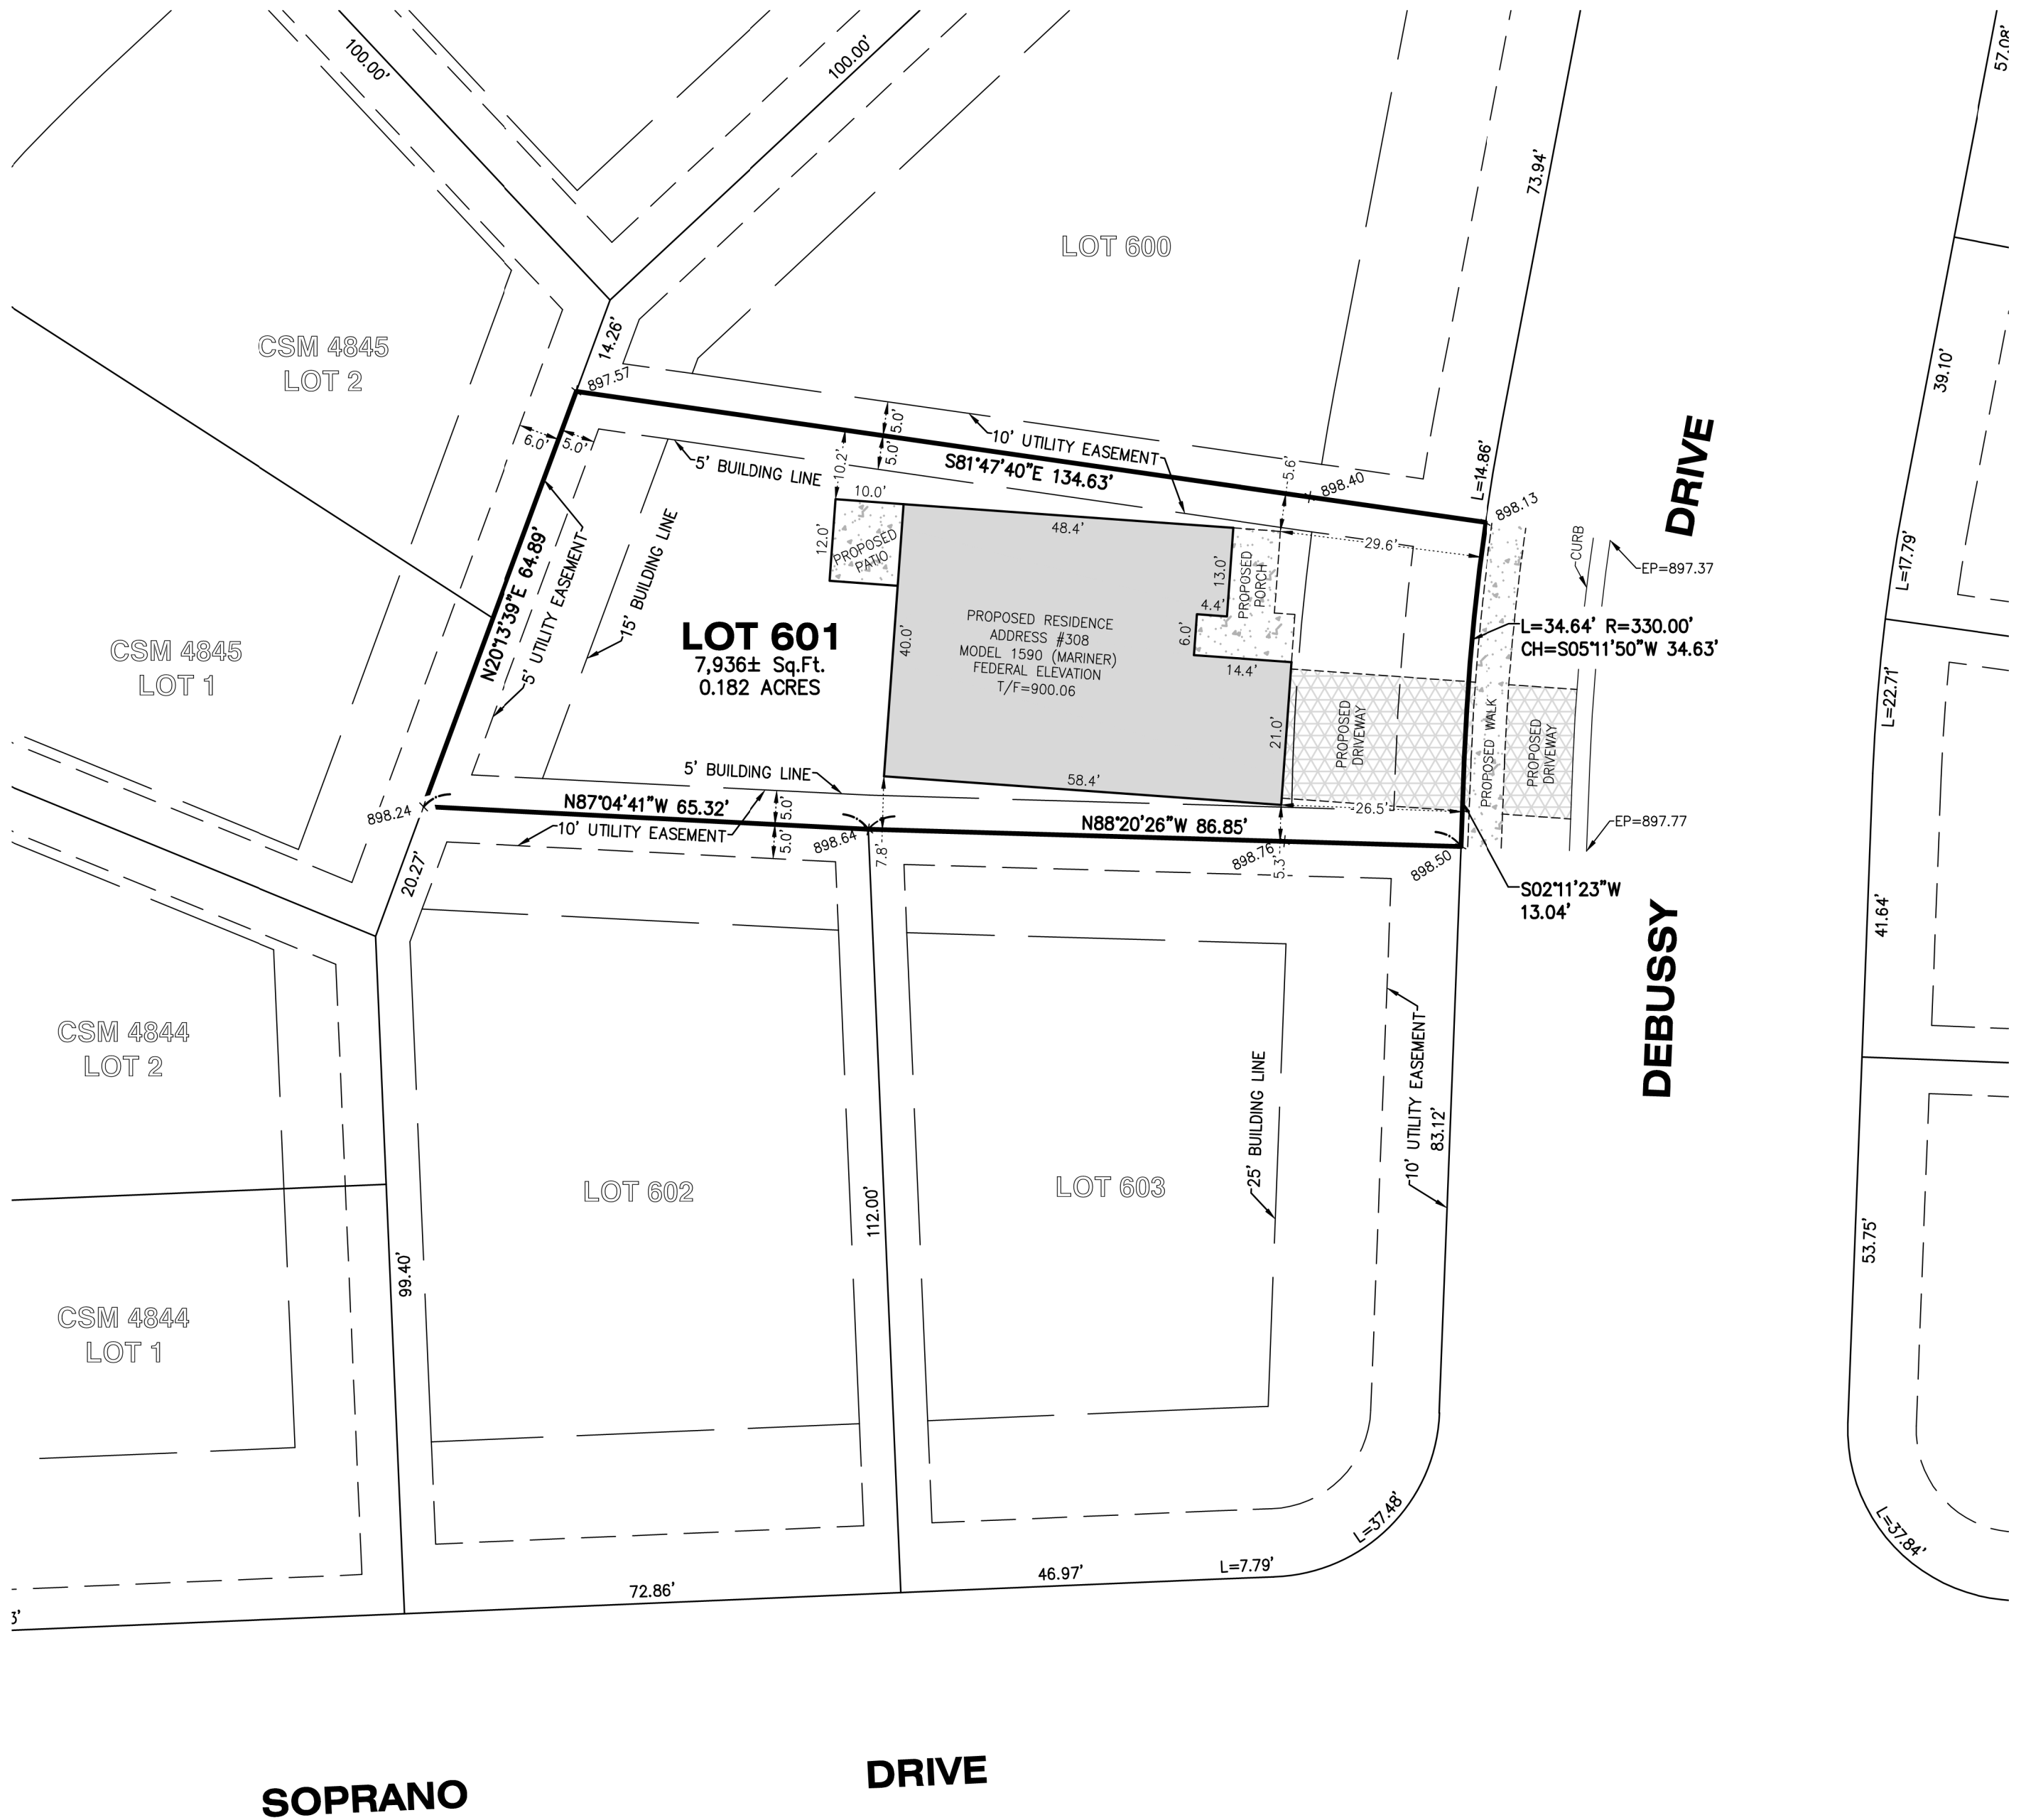 100.00'
100.00'
57.08'
73.94'
LOT 600
CSM 4845
LOT 2
14.26'
897.57
39.10'
6.0'
5.0'
5.0'
5.0'
10.2'
10' UTILITY EASEMENT
S81°47'40"E 134.63'
5' BUILDING LINE
5.6'
898.40
L=14.86'
898.13
DRIVE
CURB
EP=897.37
L=17.79'
10.0'
12.0'
PROPOSED
PATIO
48.4'
29.6'
13.0'
PROPOSED
PORCH
4.4'
6.0'
14.4'
N20°13'39"E 64.89'
5' UTILITY EASEMENT
15' BUILDING LINE
LOT 601
7,936± Sq.Ft.
0.182 ACRES
40.0'
PROPOSED RESIDENCE
ADDRESS #308
MODEL 1590 (MARINER)
FEDERAL ELEVATION
T/F=900.06
L=34.64' R=330.00'
CH=S05°11'50"W 34.63'
CSM 4845
LOT 1
L=22.71'
21.0'
PROPOSED
DRIVEWAY
PROPOSED WALK
PROPOSED
DRIVEWAY
5' BUILDING LINE
58.4'
26.5'
898.24
N87°04'41"W 65.32'
5.0'
5.0'
10' UTILITY EASEMENT
898.64
7.8'
N88°20'26"W 86.85'
898.76
5.3'
898.50
EP=897.77
S02°11'23"W
13.04'
20.27'
41.64'
DEBUSSY
CSM 4844
LOT 2
25' BUILDING LINE
10' UTILITY EASEMENT
83.12'
LOT 602
LOT 603
112.00'
99.40'
53.75'
CSM 4844
LOT 1
L=37.48'
L=37.84'
L=7.79'
46.97'
72.86'
3'
DRIVE
SOPRANO